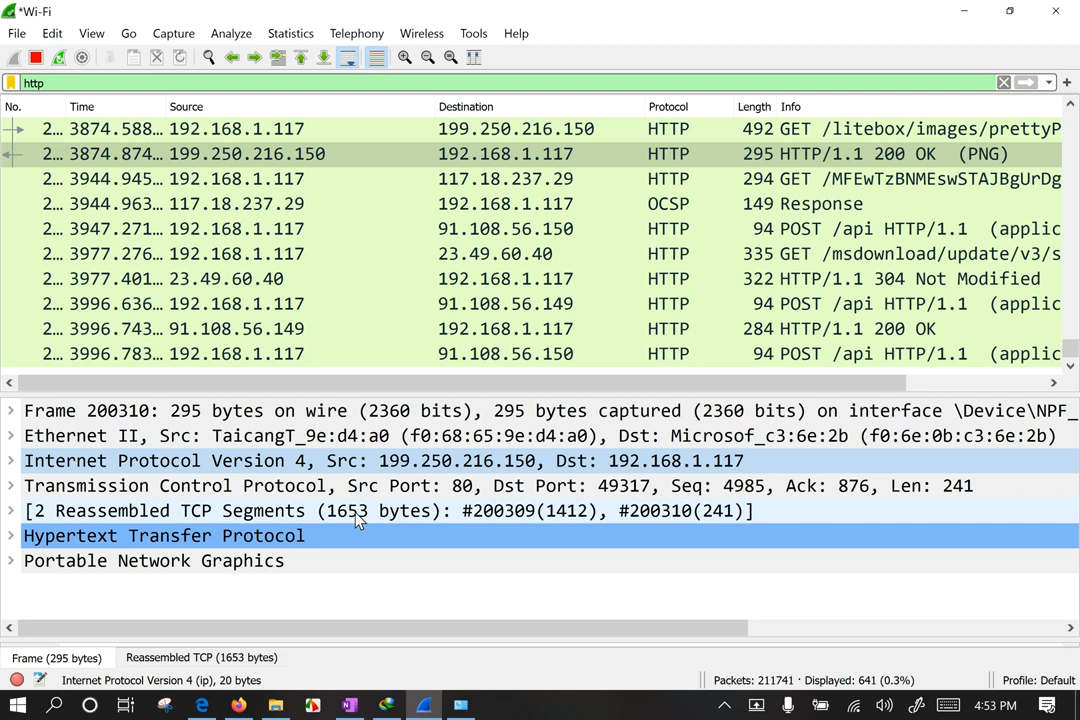 *Wi-Fi
File Edit View Go Capture Analyze Statistics Telephony Wireless Tools Help
http
No. Time Source Destination Protocol Length Info
2... 3874.588... 192.168.1.117 199.250.216.150 HTTP 492 GET /litebox/images/prettyP
2... 3874.874... 199.250.216.150 192.168.1.117 HTTP 295 HTTP/1.1 200 OK (PNG)
2... 3944.945... 192.168.1.117 117.18.237.29 HTTP 294 GET /MFEwTzBNMEswSTAJBgUrDg
2... 3944.963... 117.18.237.29 192.168.1.117 OCSP 149 Response
2... 3947.271... 192.168.1.117 91.108.56.150 HTTP 94 POST /api HTTP/1.1 (applic
2... 3977.276... 192.168.1.117 23.49.60.40 HTTP 335 GET /msdownload/update/v3/s
2... 3977.401... 23.49.60.40 192.168.1.117 HTTP 322 HTTP/1.1 304 Not Modified
2... 3996.636... 192.168.1.117 91.108.56.149 HTTP 94 POST /api HTTP/1.1 (applic
2... 3996.743... 91.108.56.149 192.168.1.117 HTTP 284 HTTP/1.1 200 OK
2... 3996.783... 192.168.1.117 91.108.56.150 HTTP 94 POST /api HTTP/1.1 (applic
Frame 200310: 295 bytes on wire (2360 bits), 295 bytes captured (2360 bits) on interface \Device\NPF_
Ethernet II, Src: TaicangT_9e:d4:a0 (f0:68:65:9e:d4:a0), Dst: Microsof_c3:6e:2b (f0:6e:0b:c3:6e:2b)
Internet Protocol Version 4, Src: 199.250.216.150, Dst: 192.168.1.117
Transmission Control Protocol, Src Port: 80, Dst Port: 49317, Seq: 4985, Ack: 876, Len: 241
[2 Reassembled TCP Segments (1653 bytes): #200309(1412), #200310(241)]
Hypertext Transfer Protocol
Portable Network Graphics
Frame (295 bytes) Reassembled TCP (1653 bytes)
Internet Protocol Version 4 (ip), 20 bytes Packets: 211741 · Displayed: 641 (0.3%) Profile: Default
4:53 PM